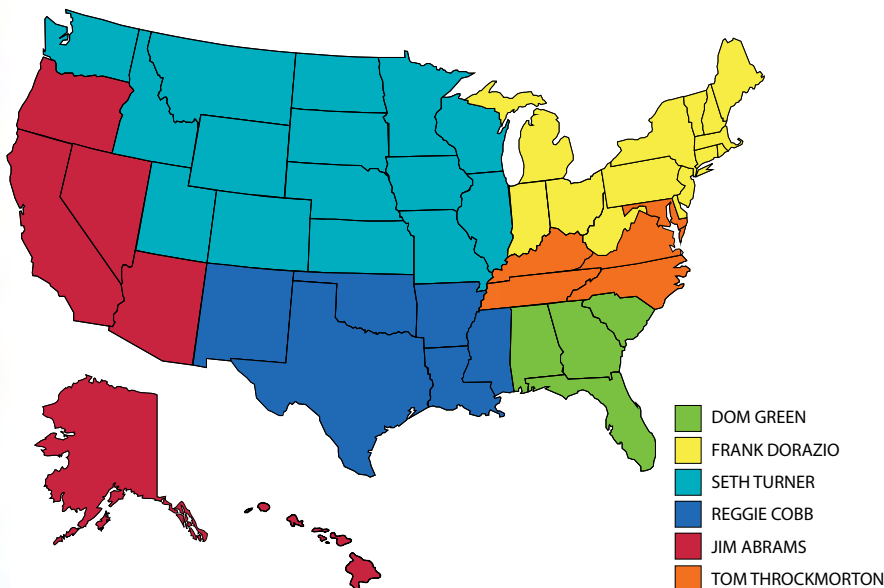 DOM GREEN
FRANK DORAZIO
SETH TURNER
REGGIE COBB
JIM ABRAMS
TOM THROCKMORTON